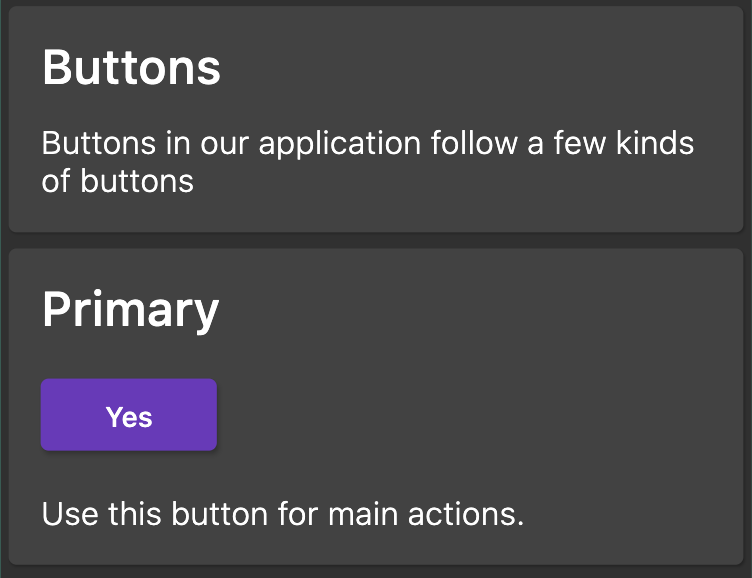 Buttons
Buttons in our application follow a few kinds
of buttons
Primary
Yes
Use this button for main actions.